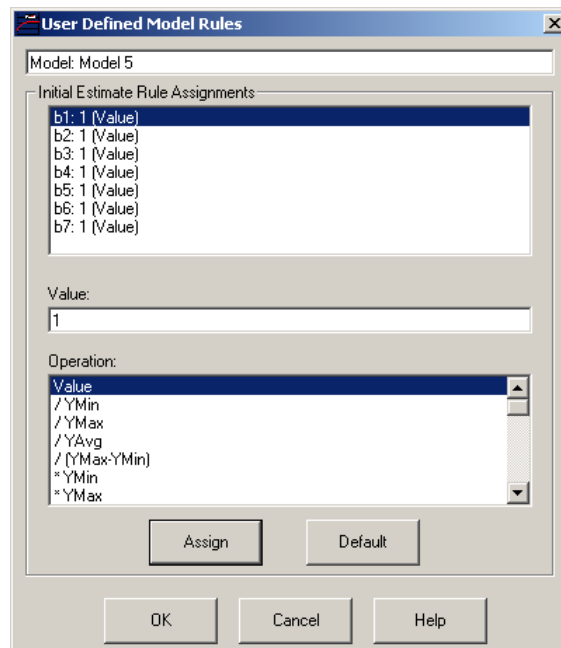 User Defined Model Rules
Model: Model 5
Initial Estimate Rule Assignments
b1: 1 (Value)
b2: 1 (Value)
b3: 1 (Value)
b4: 1 (Value)
b5: 1 (Value)
b6: 1 (Value)
b7: 1 (Value)
Value:
1
Operation:
Value
/ YMin
/ YMax
/ YAvg
/ (YMax-YMin)
* YMin
* YMax
Assign
Default
OK
Cancel
Help